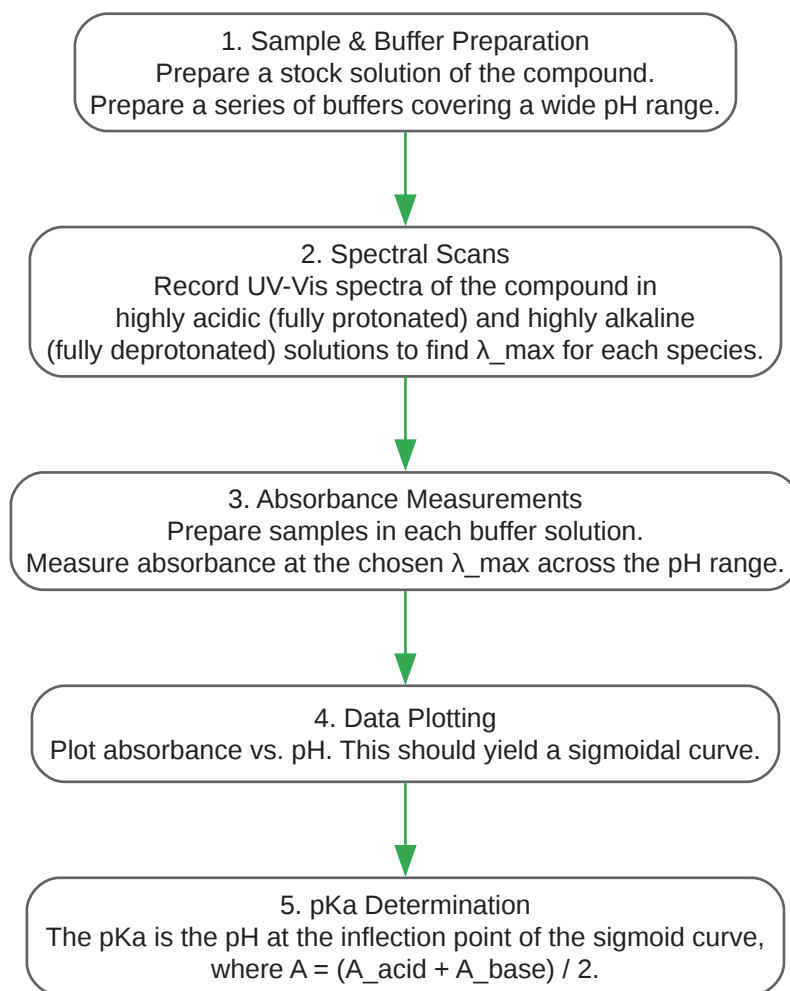 1. Sample & Buffer Preparation
Prepare a stock solution of the compound.
Prepare a series of buffers covering a wide pH range.
2. Spectral Scans
Record UV-Vis spectra of the compound in
highly acidic (fully protonated) and highly alkaline
(fully deprotonated) solutions to find λ_max for each species.
3. Absorbance Measurements
Prepare samples in each buffer solution.
Measure absorbance at the chosen λ_max across the pH range.
4. Data Plotting
Plot absorbance vs. pH. This should yield a sigmoidal curve.
5. pKa Determination
The pKa is the pH at the inflection point of the sigmoid curve,
where A = (A_acid + A_base) / 2.